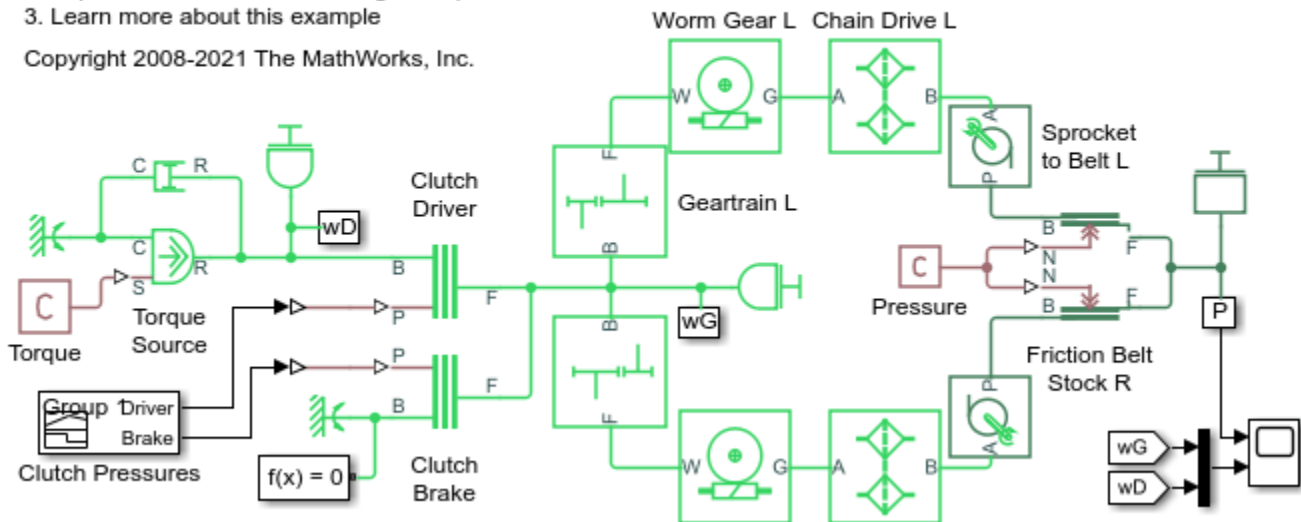 3. Learn more about this example
Copyright 2008-2021 The MathWorks, Inc.
Worm Gear L
Chain Drive L
W
G
A
B
A
Sprocket
to Belt L
P
C
R
Clutch
Driver
F
Geartrain L
B
wD
C
R
S
C
Torque
Torque
Source
B
F
P
B
F
N
N
B
F
C
Pressure
wG
P
P
B
F
B
F
Group 1
Driver
Brake
Clutch Pressures
f(x) = 0
Clutch
Brake
Friction Belt
Stock R
P
A
W
G
A
B
wG
wD